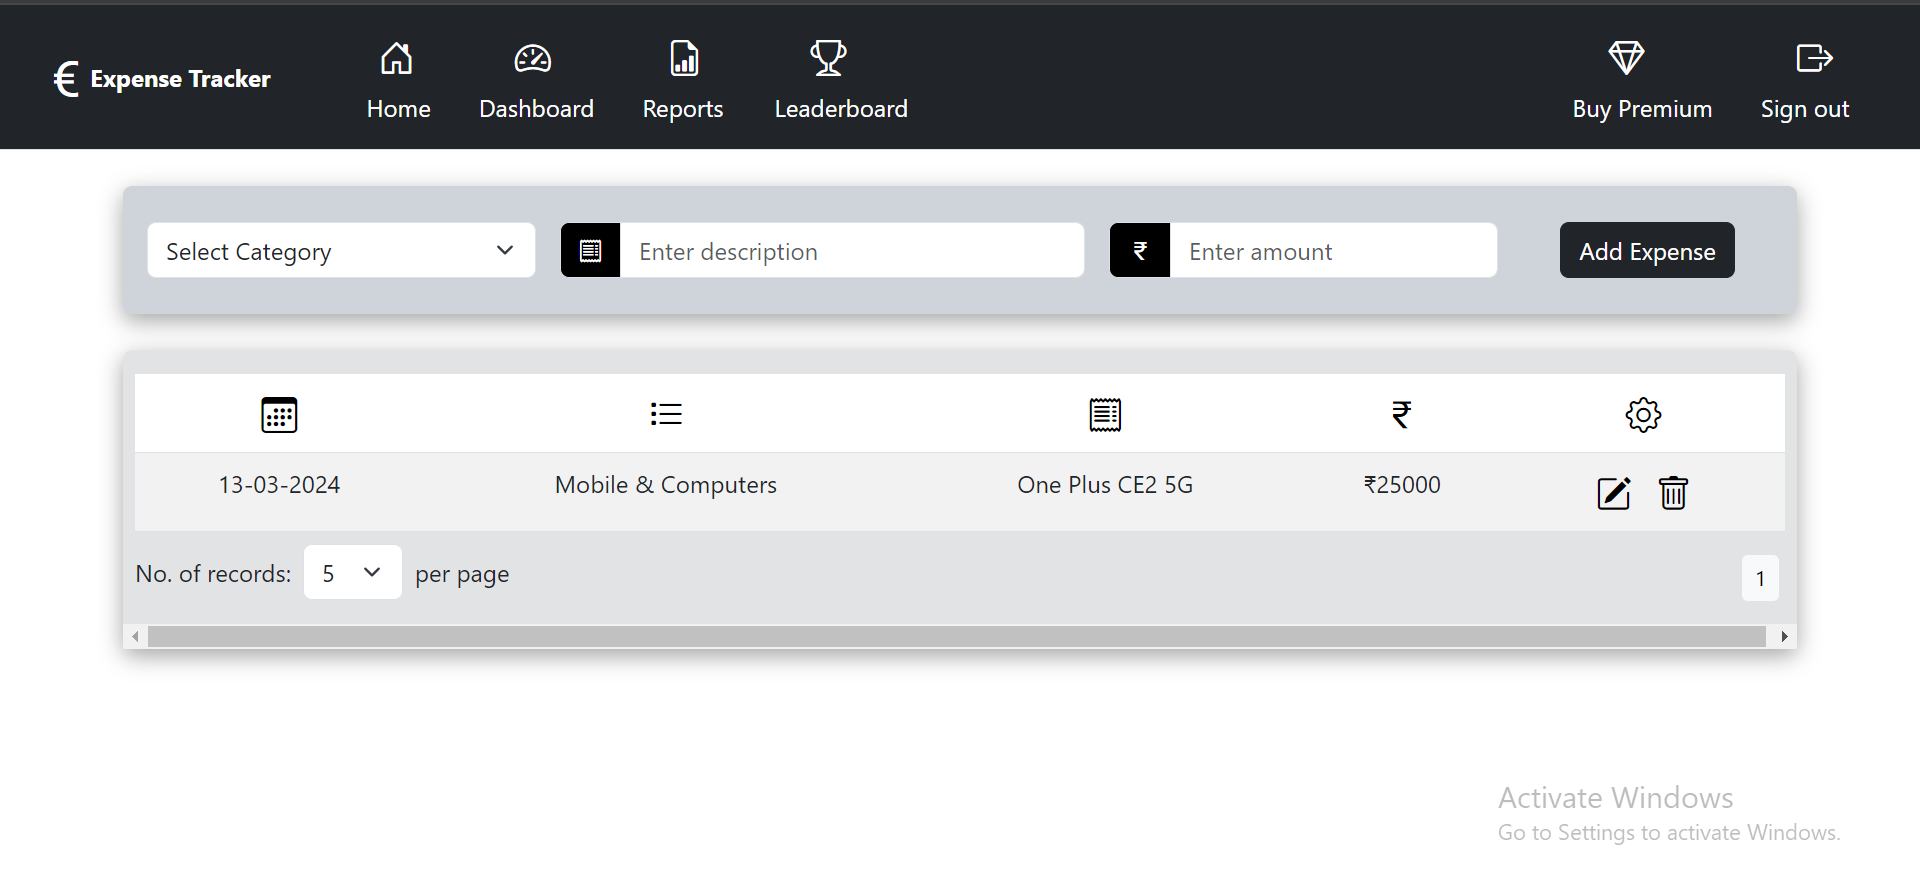 € Expense Tracker
Home Dashboard Reports Leaderboard Buy Premium Sign out
Select Category Enter description ₹ Enter amount Add Expense
₹
13-03-2024 Mobile & Computers One Plus CE2 5G ₹25000
No. of records: 5 per page 1
Activate Windows
Go to Settings to activate Windows.